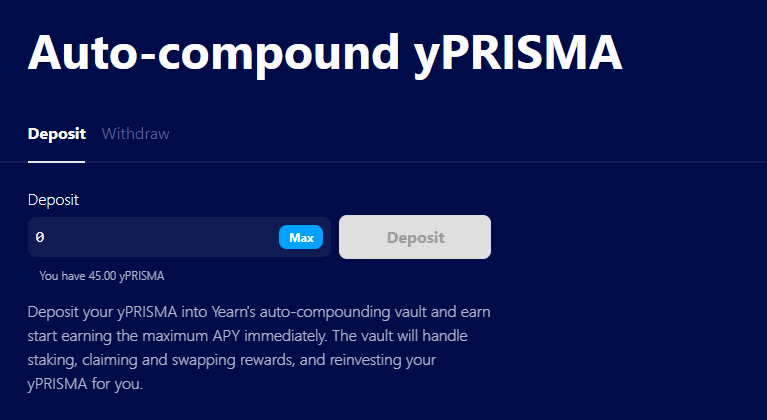 Auto-compound yPRISMA
Deposit Withdraw
Deposit
0 Max Deposit
You have 45.00 yPRISMA
Deposit your yPRISMA into Yearn's auto-compounding vault and earn
start earning the maximum APY immediately. The vault will handle
staking, claiming and swapping rewards, and reinvesting your
yPRISMA for you.